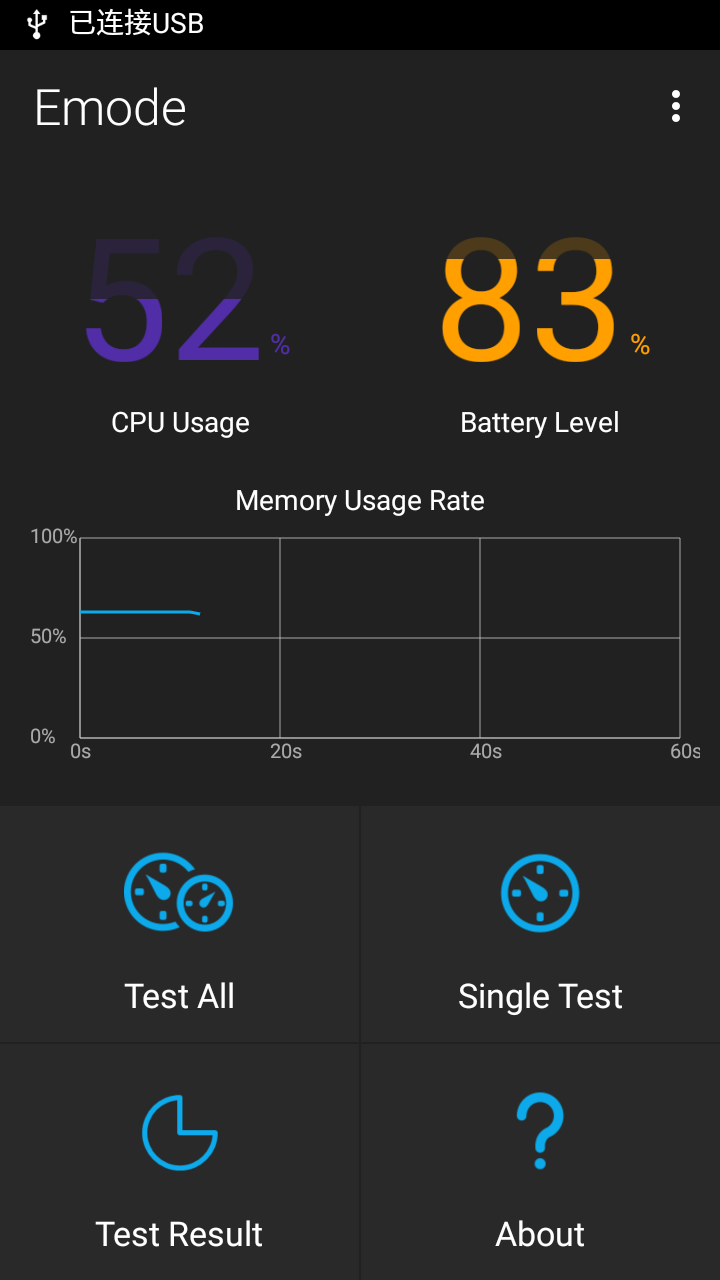 已连接USB
Emode
52% 83%
CPU Usage Battery Level
Memory Usage Rate
100%
50%
0%
0s 20s 40s 60s
Test All Single Test
Test Result About